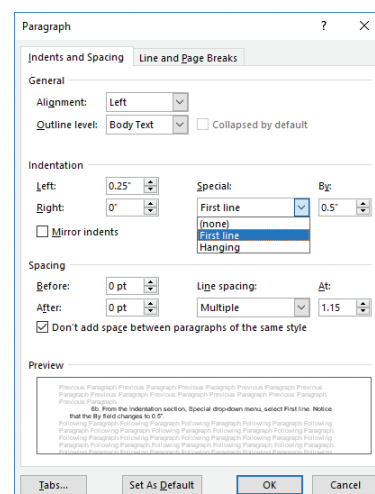 Paragraph ? ×
Indents and Spacing Line and Page Breaks
General
Alignment: Left
Outline level: Body Text Collapsed by default
Indentation
Left: 0.25" Special: By:
Right: 0" First line 0.5"
(none)
Mirror indents First line
Hanging
Spacing
Before: 0 pt Line spacing: At:
After: 0 pt Multiple 1.15
Don't add space between paragraphs of the same style
Preview
Previous Paragraph Previous Paragraph Previous Paragraph Previous Paragraph Previous
Paragraph Previous Paragraph Previous Paragraph Previous Paragraph Previous Paragraph
Previous Paragraph
6b. From the Indentation section, Special drop-down menu, select First line. Notice
that the By field changes to 0.5".
Following Paragraph Following Paragraph Following Paragraph Following Paragraph
Following Paragraph Following Paragraph Following Paragraph Following Paragraph
Following Paragraph Following Paragraph Following Paragraph Following Paragraph
Following Paragraph Following Paragraph Following Paragraph Following Paragraph
Tabs... Set As Default OK Cancel